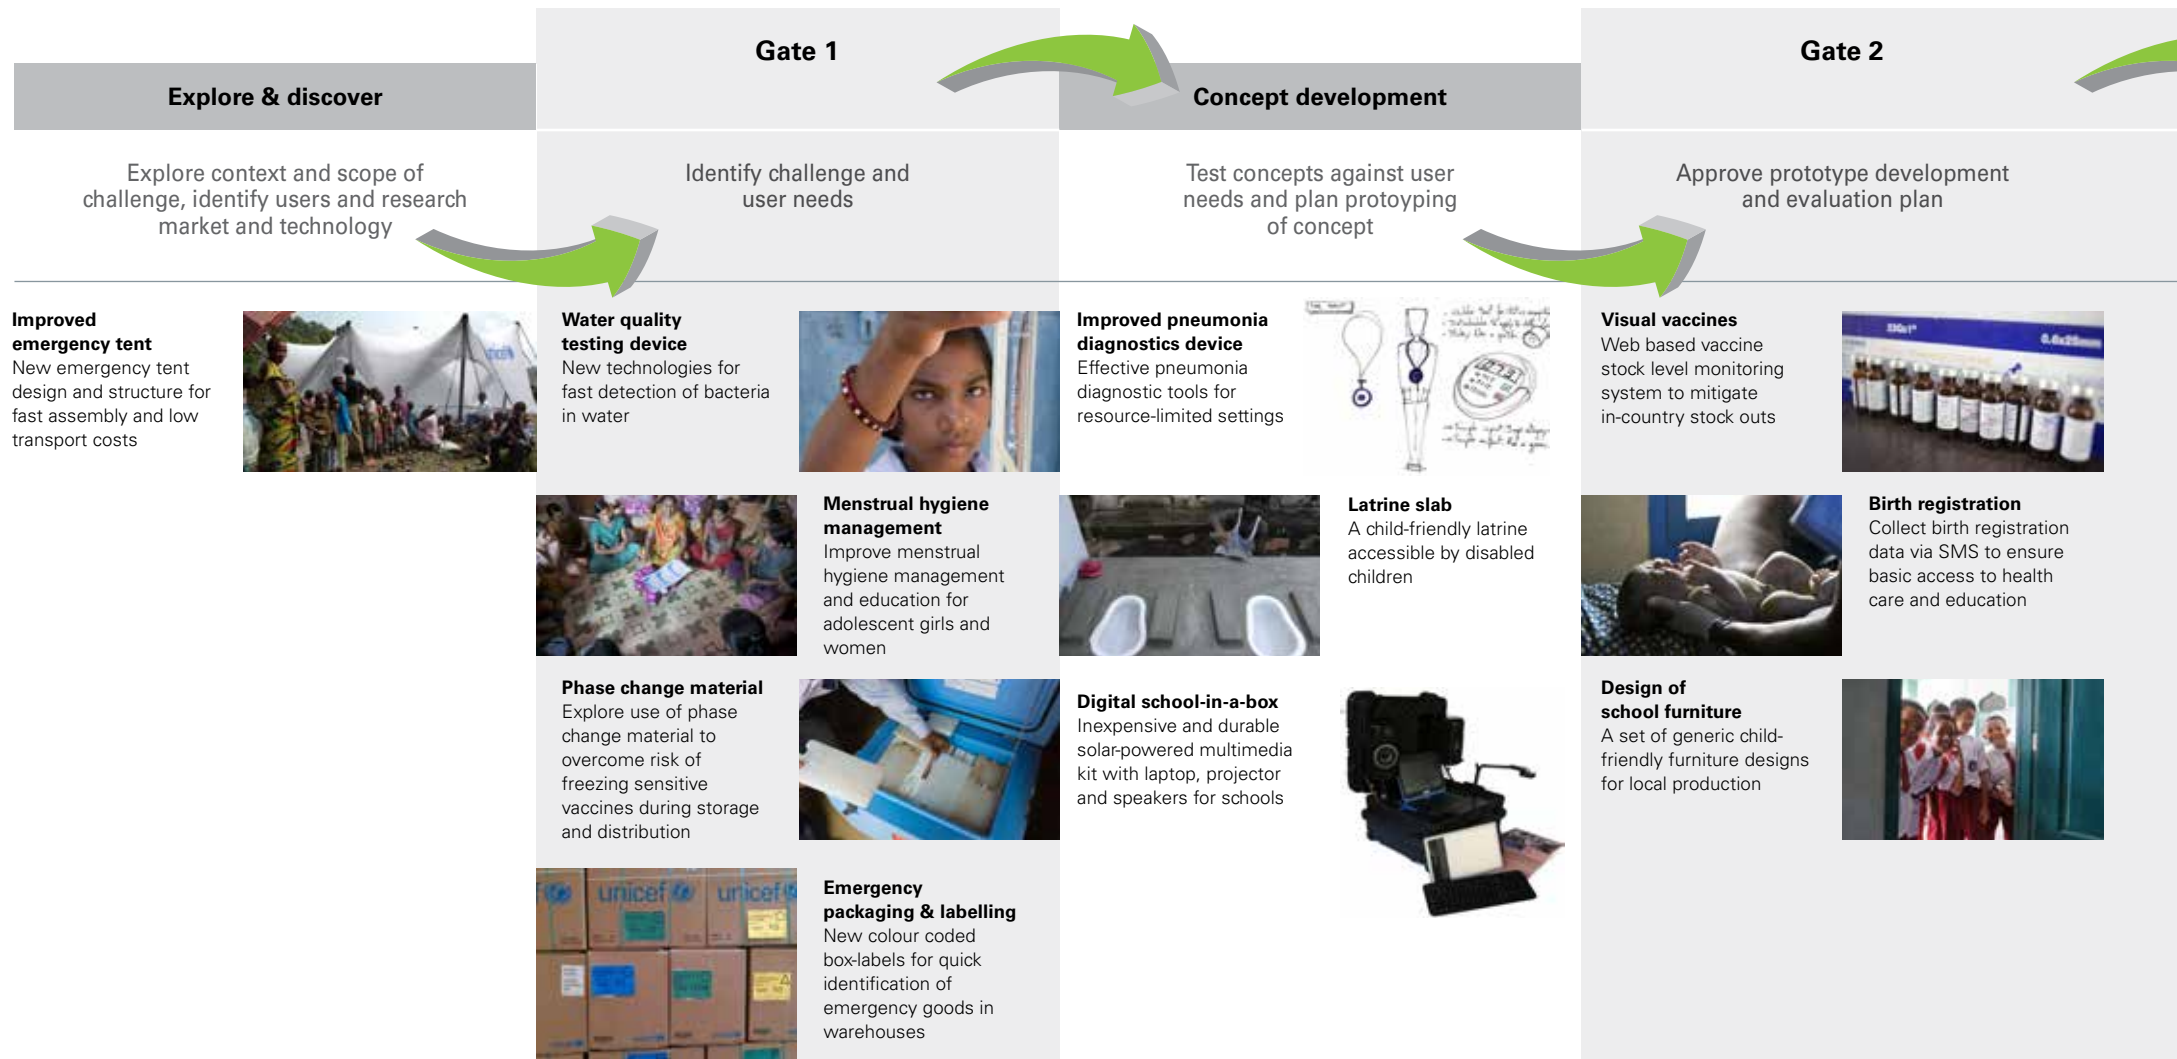 Explore & discover
Explore context and scope of
challenge, identify users and research
market and technology
Improved
emergency tent
New emergency tent
design and structure for
fast assembly and low
transport costs
Gate 1
Identify challenge and
user needs
Water quality
testing device
New technologies for
fast detection of bacteria
in water
Menstrual hygiene
management
Improve menstrual
hygiene management
and education for
adolescent girls and
women
Phase change material
Explore use of phase
change material to
overcome risk of
freezing sensitive
vaccines during storage
and distribution
unicef
unicef
Emergency
packaging & labelling
New colour coded
box-labels for quick
identification of
emergency goods in
warehouses
Concept development
Test concepts against user
needs and plan protoyping
of concept
Improved pneumonia
diagnostics device
Effective pneumonia
diagnostic tools for
resource-limited settings
Latrine slab
A child-friendly latrine
accessible by disabled
children
Digital school-in-a-box
Inexpensive and durable
solar-powered multimedia
kit with laptop, projector
and speakers for schools
Gate 2
Approve prototype development
and evaluation plan
Visual vaccines
Web based vaccine
stock level monitoring
system to mitigate
in-country stock outs
0.6x25mm
Birth registration
Collect birth registration
data via SMS to ensure
basic access to health
care and education
Design of
school furniture
A set of generic child-
friendly furniture designs
for local production